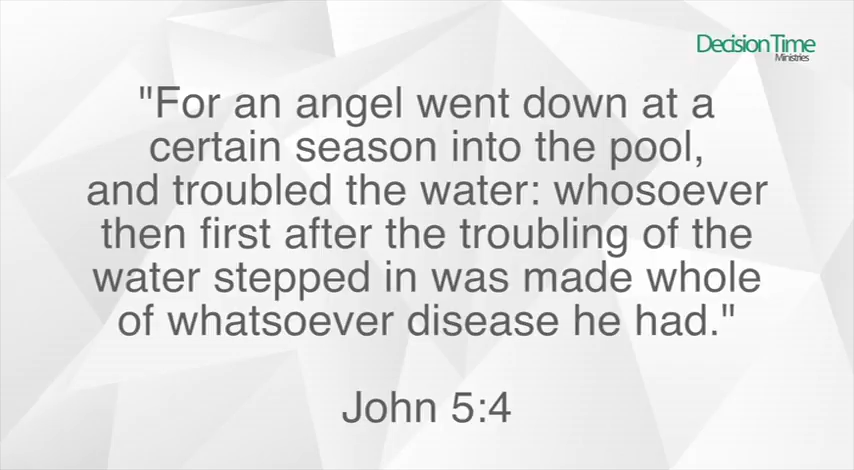 DecisionTime
Ministries
"For an angel went down at a
certain season into the pool,
and troubled the water: whosoever
then first after the troubling of the
water stepped in was made whole
of whatsoever disease he had."
John 5:4